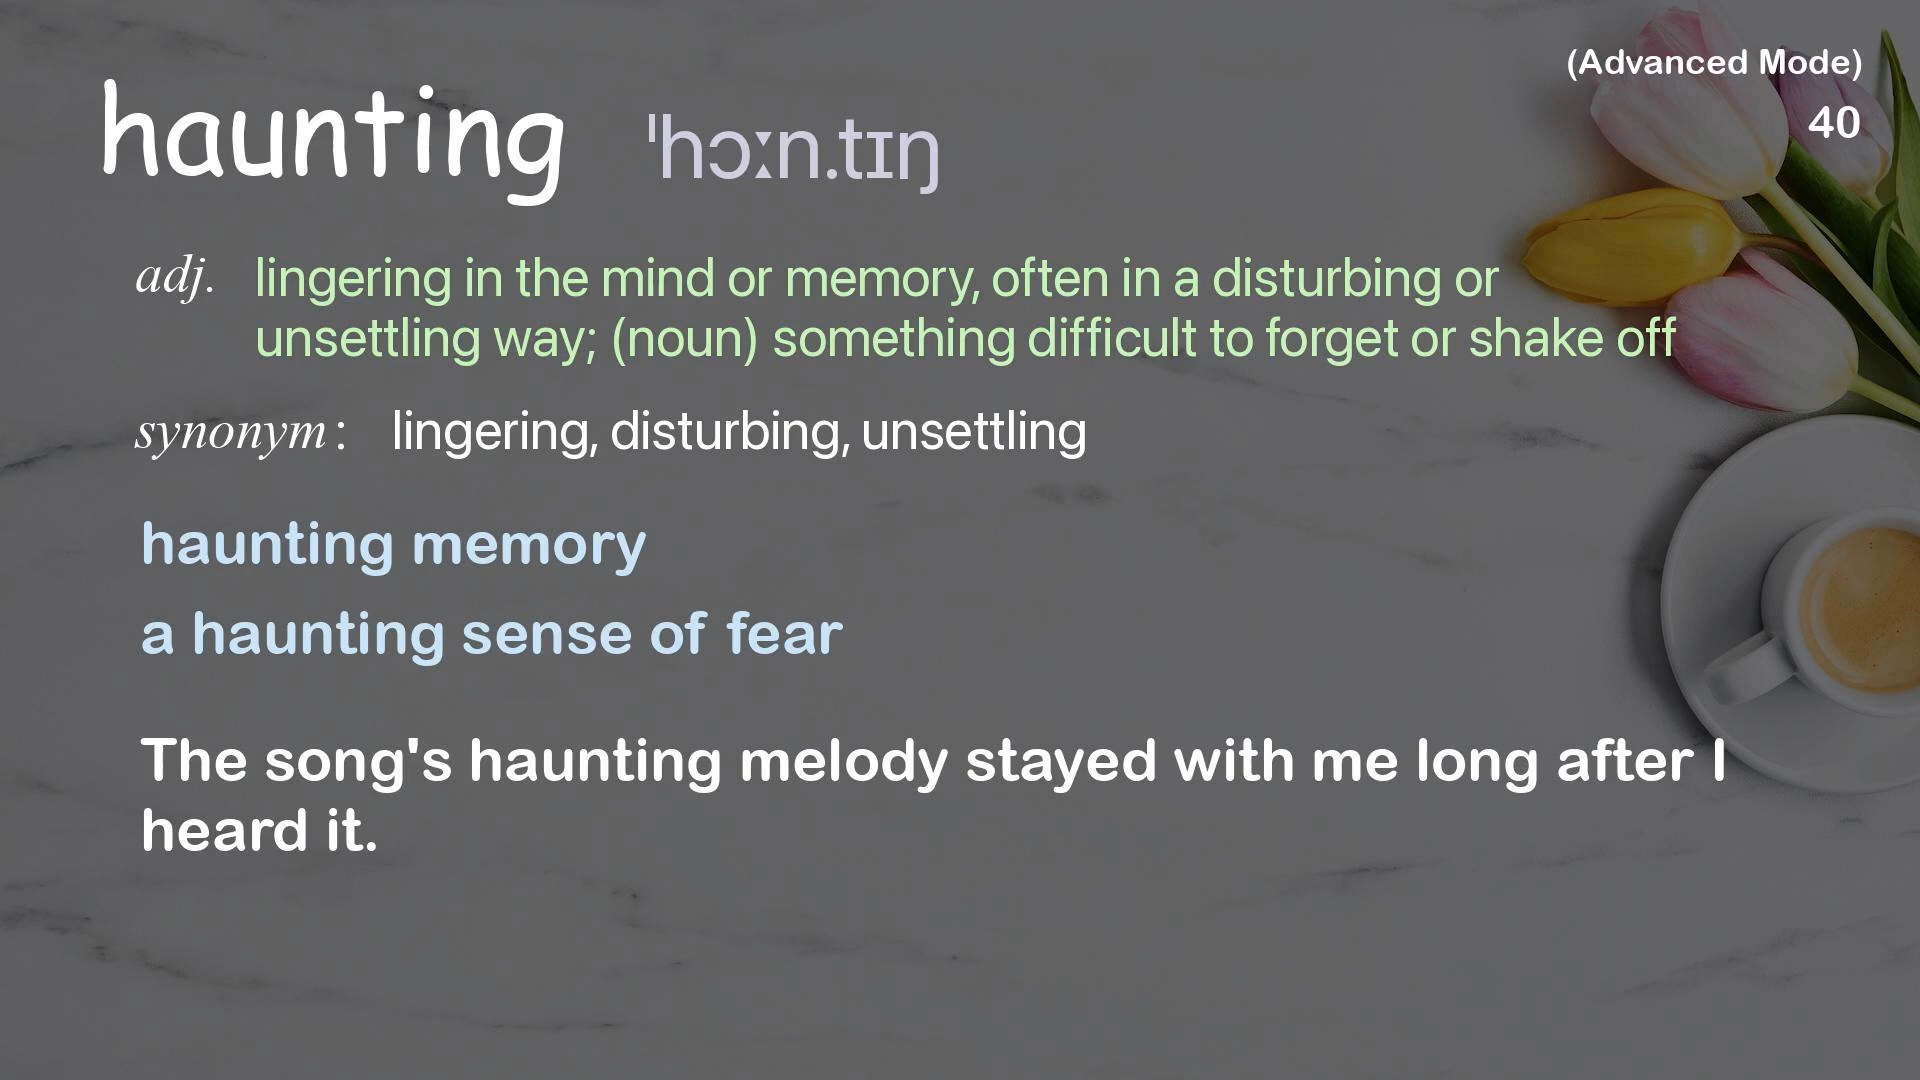 (Advanced Mode)
40
haunting ˈhɔːn.tɪŋ
adj. lingering in the mind or memory, often in a disturbing or
unsettling way; (noun) something difficult to forget or shake off
synonym: lingering, disturbing, unsettling
haunting memory
a haunting sense of fear
The song's haunting melody stayed with me long after I
heard it.